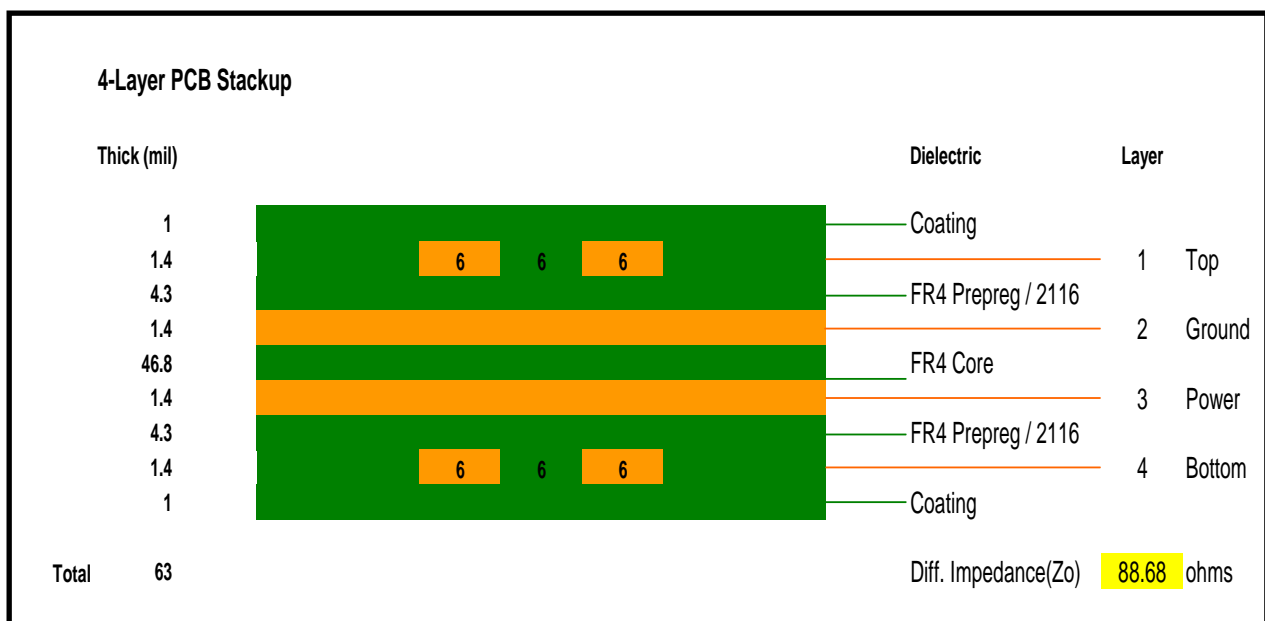 4-Layer PCB Stackup
Thick (mil) Dielectric Layer
1 Coating
1.4 6 6 6 1 Top
4.3 FR4 Prepreg / 2116
1.4 2 Ground
46.8 FR4 Core
1.4 3 Power
4.3 FR4 Prepreg / 2116
1.4 6 6 6 4 Bottom
1 Coating
Total 63 Diff. Impedance(Zo) 88.68 ohms